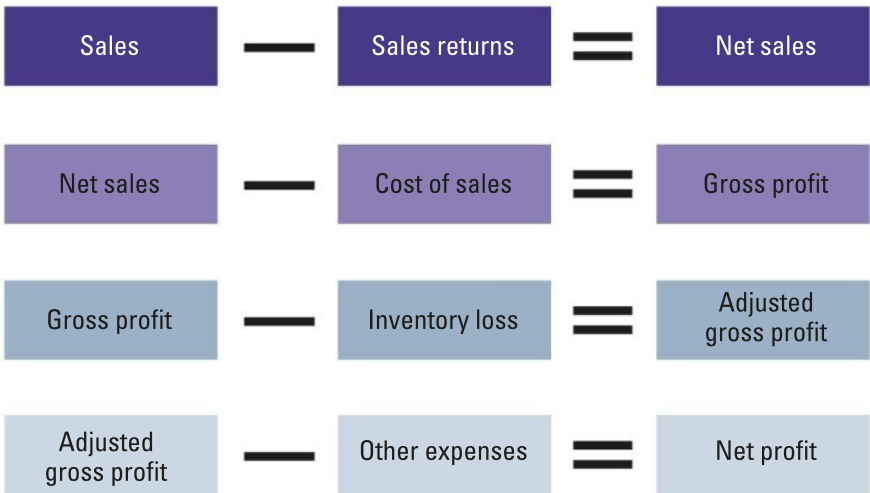 Sales — Sales returns = Net sales
Net sales — Cost of sales = Gross profit
Gross profit — Inventory loss = Adjusted
gross profit
Adjusted
gross profit — Other expenses = Net profit